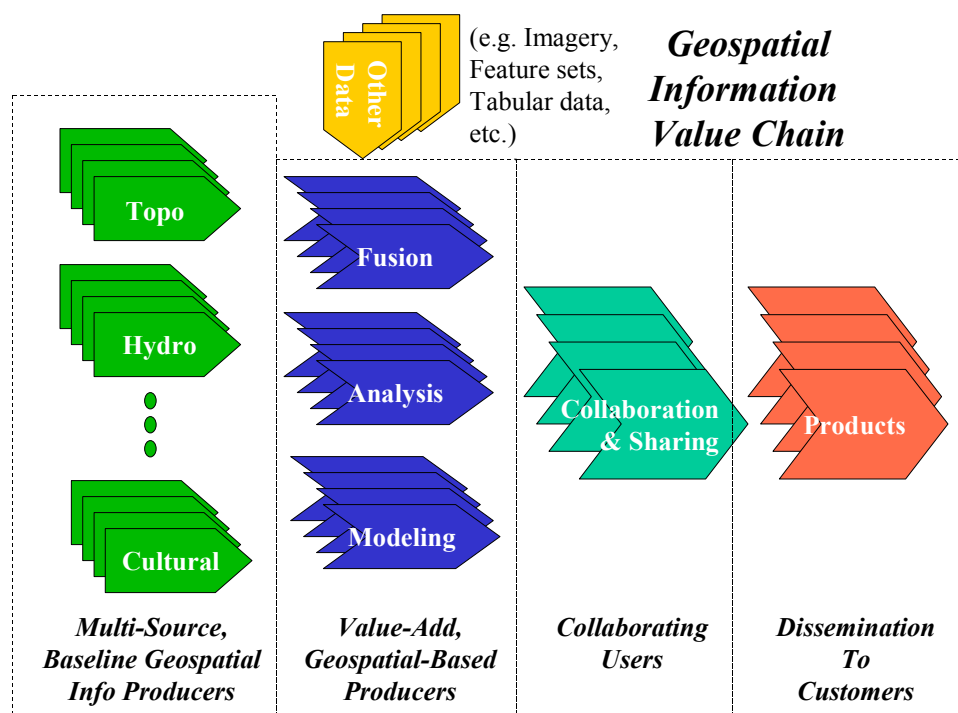 Geospatial
Information
Value Chain
(e.g. Imagery,
Feature sets,
Tabular data,
etc.)
Other
Data
Topo
Hydro
Cultural
Fusion
Analysis
Modeling
Collaboration
& Sharing
Products
Multi-Source,
Baseline Geospatial
Info Producers
Value-Add,
Geospatial-Based
Producers
Collaborating
Users
Dissemination
To
Customers